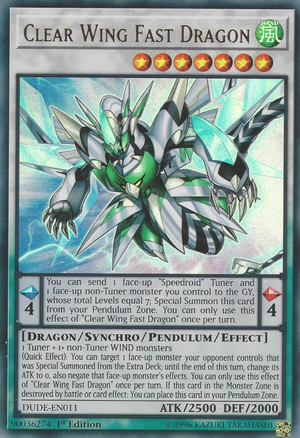 CLEAR WING FAST DRAGON
WIND
風
You can send 1 face-up "Speedroid" Tuner and
1 face-up non-Tuner monster you control to the GY,
whose total Levels equal 7; Special Summon this card
from your Pendulum Zone. You can only use this
effect of "Clear Wing Fast Dragon" once per turn.
4
4
[DRAGON/SYNCHRO/PENDULUM/EFFECT]
1 Tuner + 1+ non-Tuner WIND monsters
(Quick Effect): You can target 1 face-up monster your opponent controls that
was Special Summoned from the Extra Deck; until the end of this turn, change its
ATK to 0, also negate that face-up monster's effects. You can only use this effect
of "Clear Wing Fast Dragon" once per turn. If this card in the Monster Zone is
destroyed by battle or card effect: You can place this card in your Pendulum Zone.
DUDE-EN011
ATK/2500 DEF/2000
90036274
1st Edition
©1996 KAZUKI TAKAHASHI